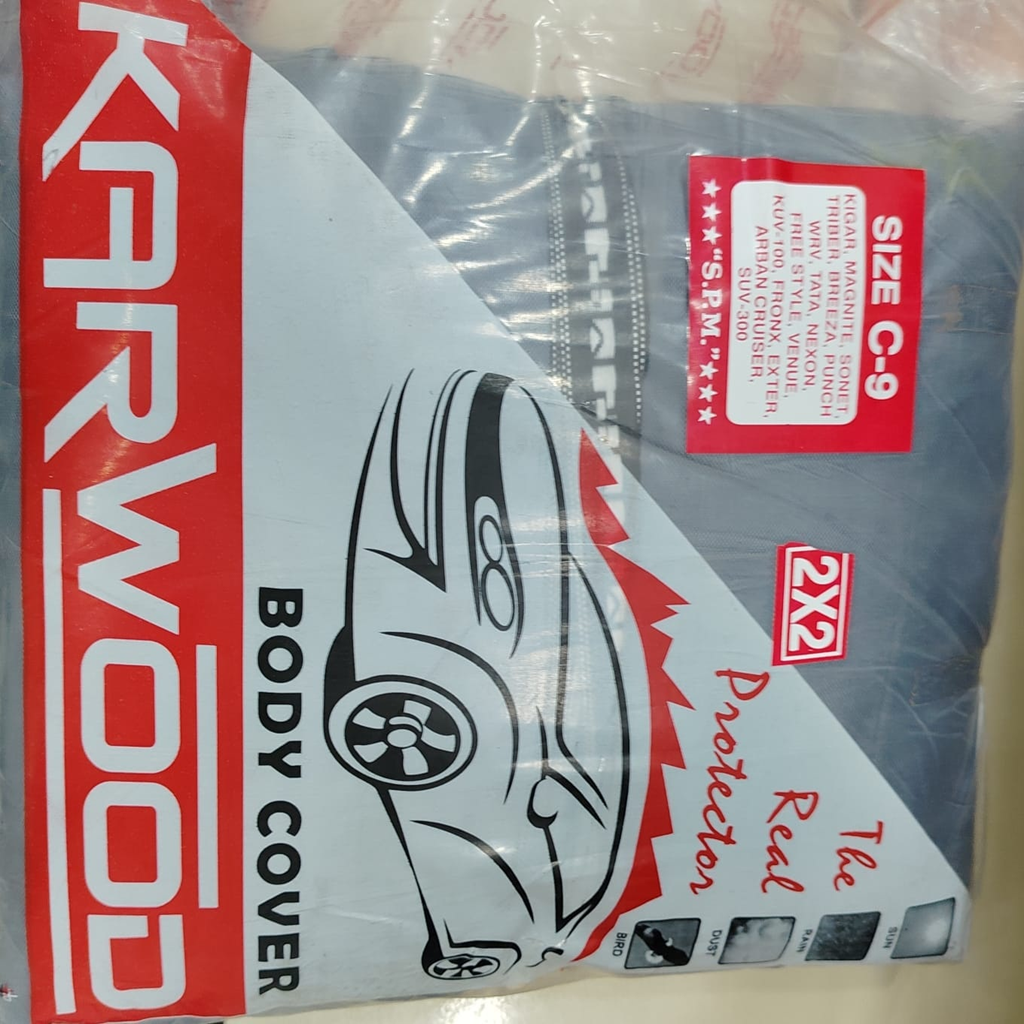 SIZE C-9
KIGAR, MAGNITE, SONET,
TRIBER, BREEZA, PUNCH
WRV, TATA, NEXON,
FREE STYLE, VENUE,
KUV-100, FRONX, EXTER,
ARBAN CRUISER,
SUV-300
★★★★"S.P.M."★★★★
2X2
The
Real
Protector
SUN
RAIN
DUST
BIRD
BODY COVER
KARWOOD